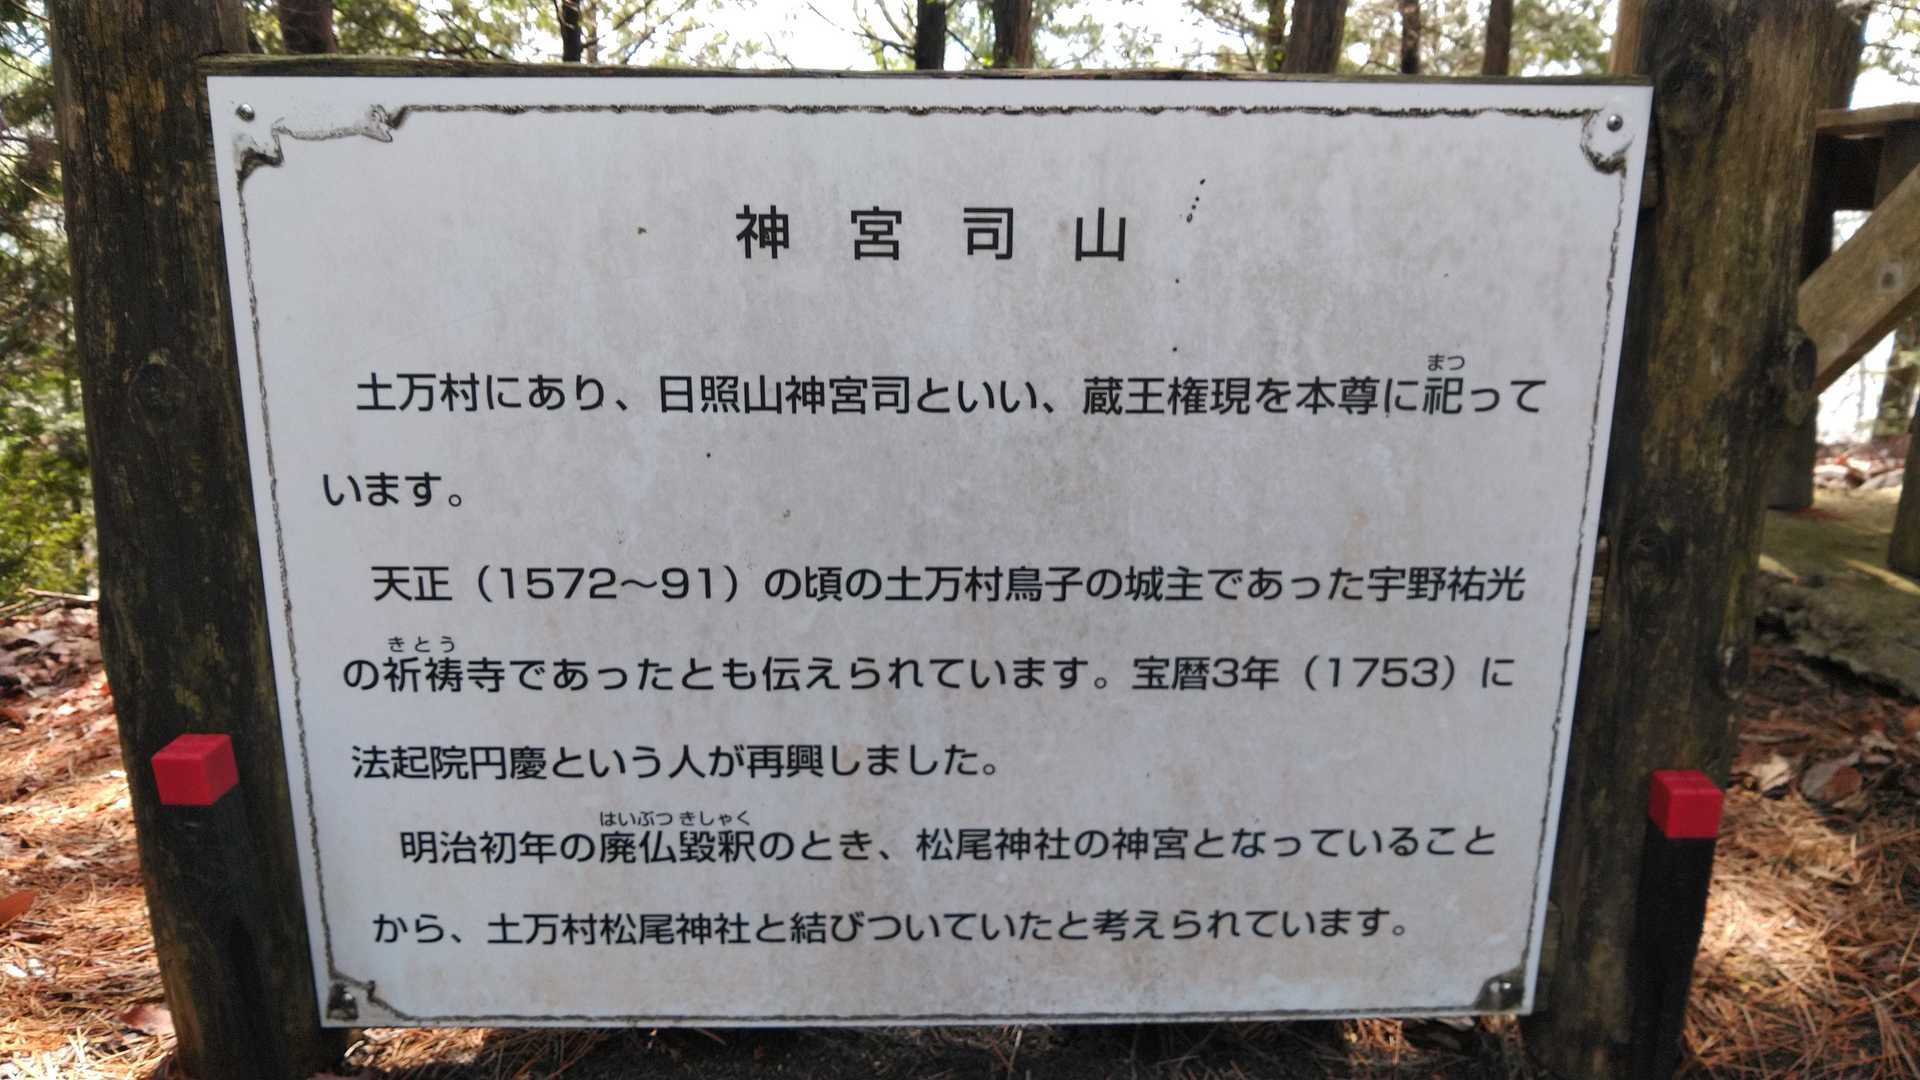 神宮司山
まつ
土万村にあり、日照山神宮司といい、蔵王権現を本尊に祀って
います。
天正（1572～91）の頃の土万村鳥子の城主であった宇野祐光
きとう
の祈祷寺であったとも伝えられています。宝暦3年（1753）に
法起院円慶という人が再興しました。
はいぶつ きしゃく
明治初年の廃仏毀釈のとき、松尾神社の神宮となっていること
から、土万村松尾神社と結びついていたと考えられています。